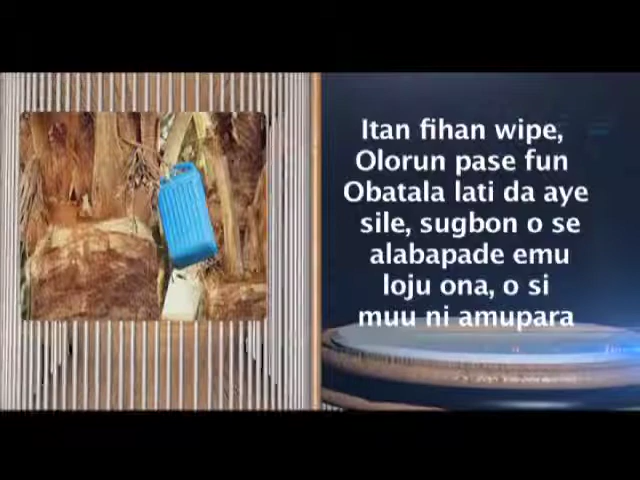 Itan fihan wipe,
Olorun pase fun
Obatala lati da aye
sile, sugbon o se
alabapade emu
loju ona, o si
muu ni amupara